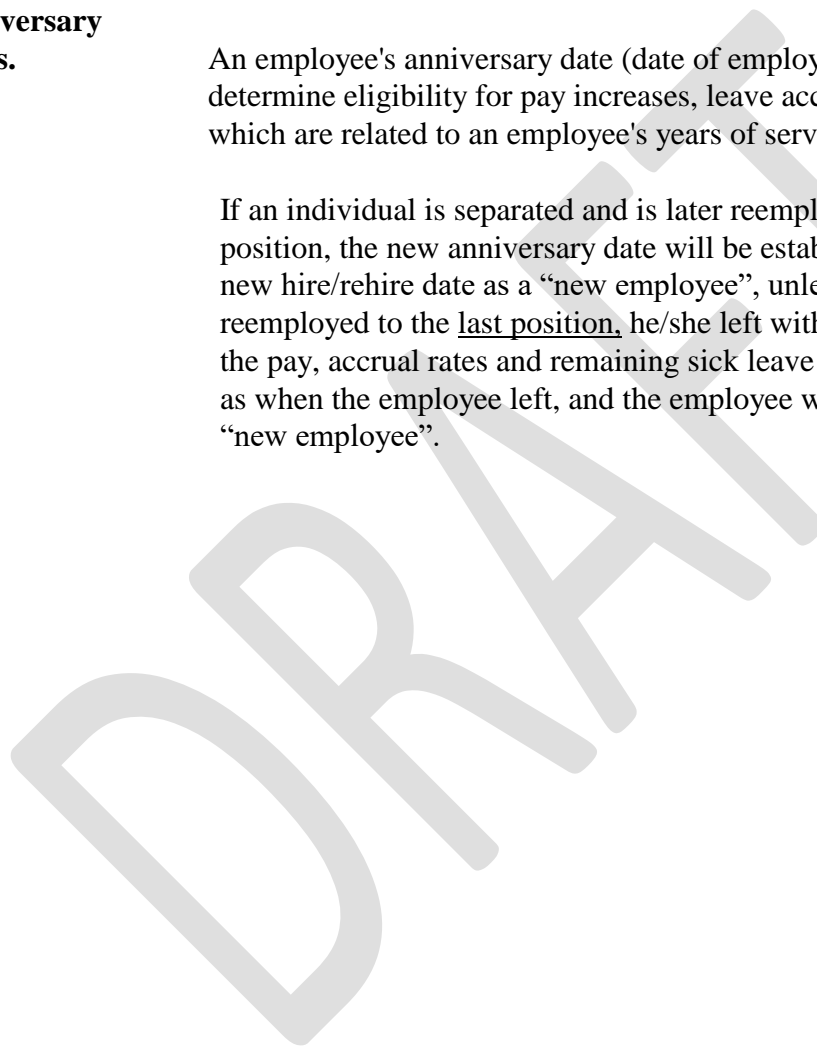 versary
s. An employee's anniversary date (date of employ
determine eligibility for pay increases, leave acc
which are related to an employee's years of serv
If an individual is separated and is later reempl
position, the new anniversary date will be estab
new hire/rehire date as a “new employee”, unle
reemployed to the last position, he/she left with
the pay, accrual rates and remaining sick leave
as when the employee left, and the employee w
“new employee”.
DRAFT